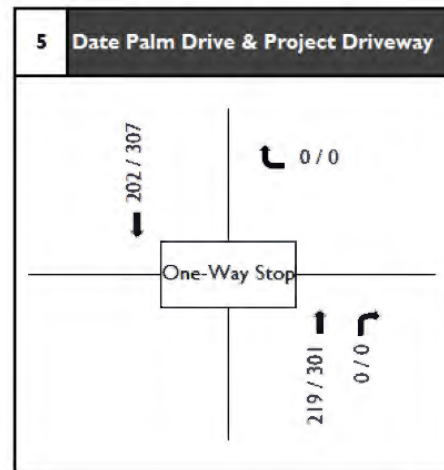 5 Date Palm Drive & Project Driveway
202 / 307
0 / 0
One-Way Stop
219 / 301
0 / 0